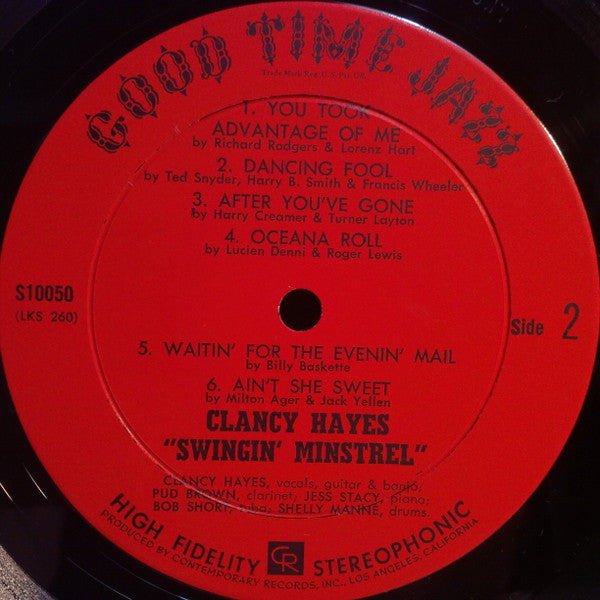 GOOD TIME JAZZ
Trade Mark Reg. U.S. Pat. Off.
1. YOU TOOK
ADVANTAGE OF ME
by Richard Rodgers & Lorenz Hart
2. DANCING FOOL
by Ted Snyder, Harry B. Smith & Francis Wheeler
3. AFTER YOU'VE GONE
by Harry Creamer & Turner Layton
4. OCEANA ROLL
by Lucien Denni & Roger Lewis
S10050
(LKS 260)
Side 2
5. WAITIN' FOR THE EVENIN' MAIL
by Billy Baskette
6. AIN'T SHE SWEET
by Milton Ager & Jack Yellen
CLANCY HAYES
"SWINGIN' MINSTREL"
CLANCY HAYES, vocals, guitar & banjo;
PUD BROWN, clarinet; JESS STACY, piano;
BOB SHORT, tuba; SHELLY MANNE, drums.
HIGH FIDELITY CR STEREOPHONIC
PRODUCED BY CONTEMPORARY RECORDS, INC., LOS ANGELES, CALIFORNIA